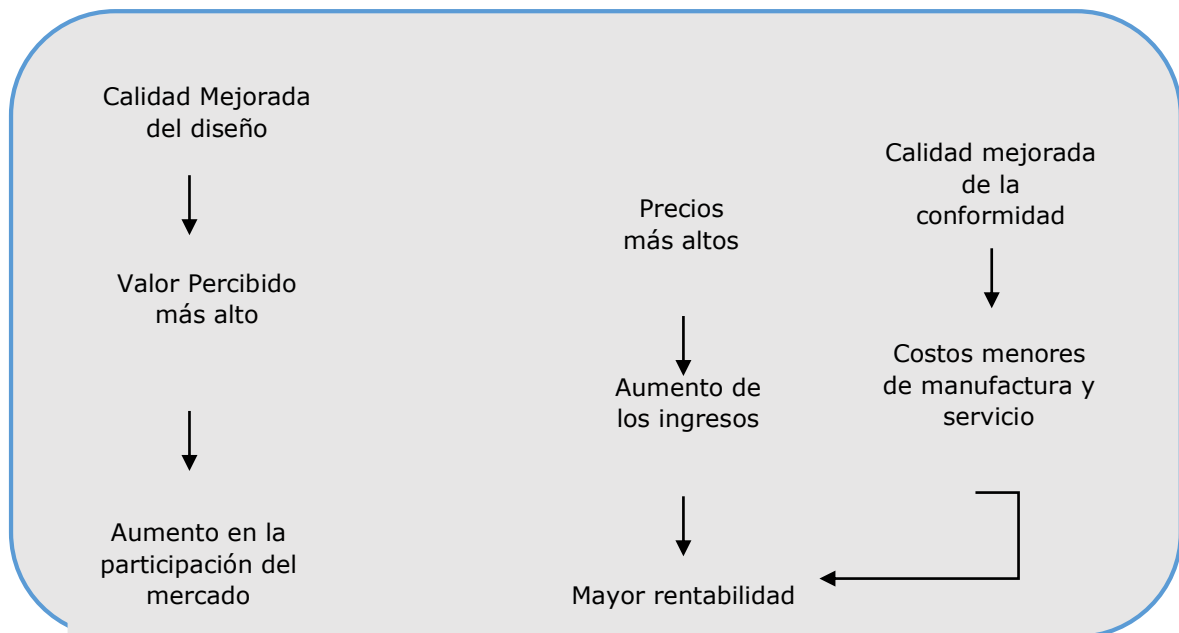 Calidad Mejorada
del diseño
Valor Percibido
más alto
Aumento en la
participación del
mercado
Precios
más altos
Aumento de
los ingresos
Mayor rentabilidad
Calidad mejorada
de la
conformidad
Costos menores
de manufactura y
servicio